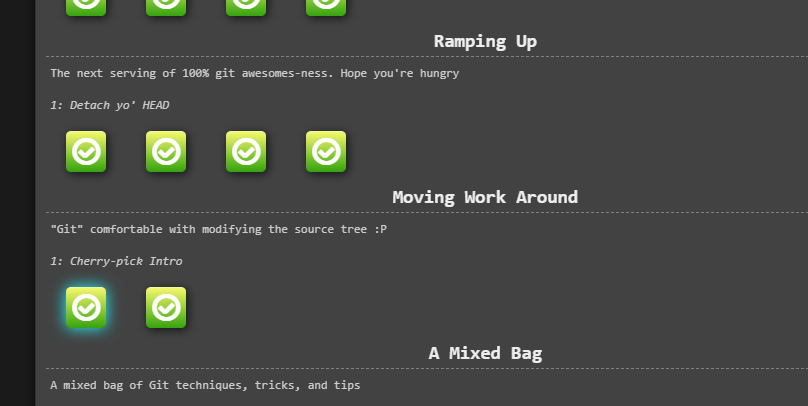 Ramping Up
The next serving of 100% git awesomes-ness. Hope you're hungry
1: Detach yo' HEAD
Moving Work Around
"Git" comfortable with modifying the source tree :P
1: Cherry-pick Intro
A Mixed Bag
A mixed bag of Git techniques, tricks, and tips